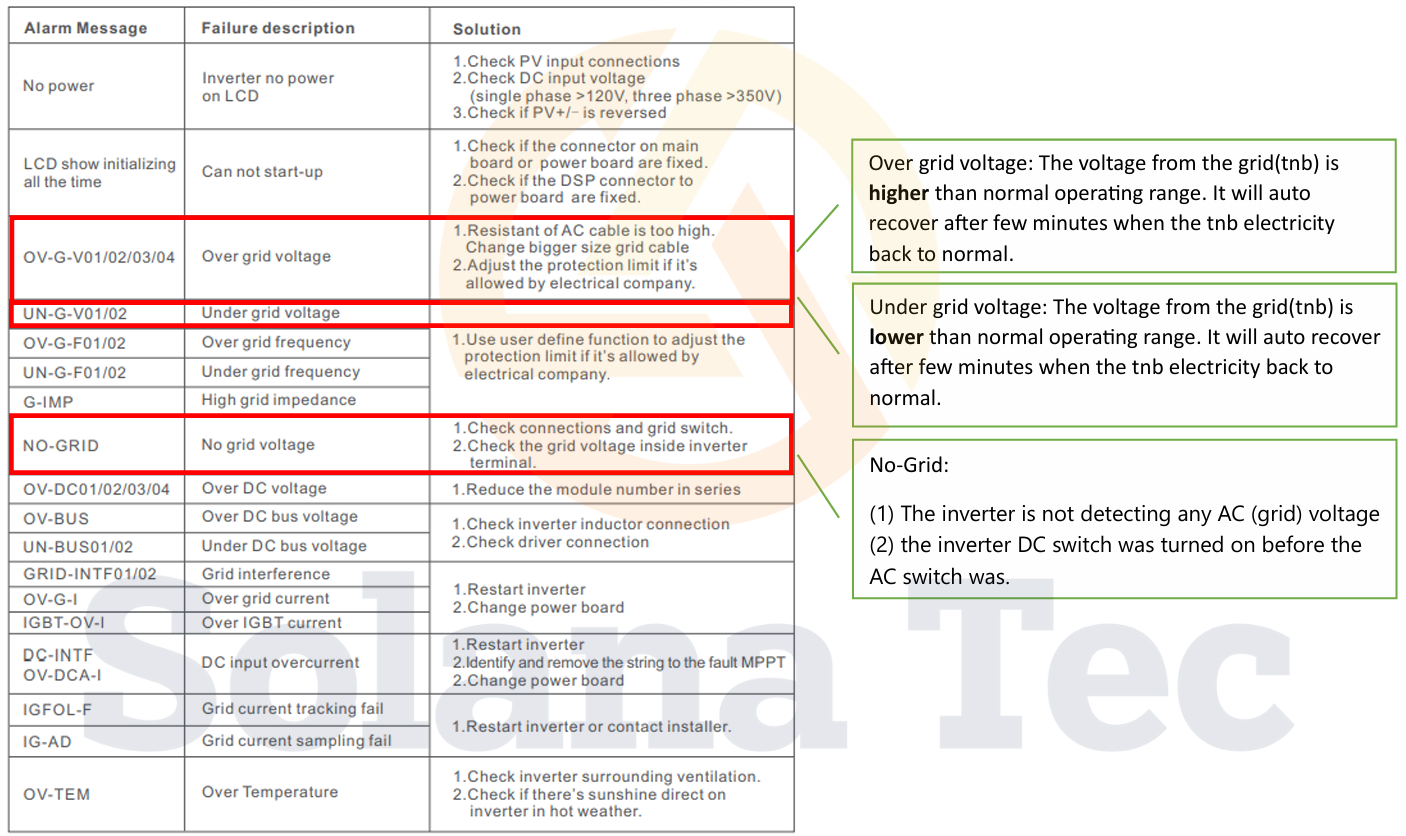 Alarm Message Failure description Solution
No power
Inverter no power
on LCD
1.Check PV input connections
2.Check DC input voltage
(single phase >120V, three phase >350V)
3.Check if PV+/− is reversed
LCD show initializing
all the time
Can not start-up
1.Check if the connector on main
board or power board are fixed.
2.Check if the DSP connector to
power board are fixed.
OV-G-V01/02/03/04
Over grid voltage
1.Resistant of AC cable is too high.
Change bigger size grid cable
2.Adjust the protection limit if it's
allowed by electrical company.
UN-G-V01/02
Under grid voltage
OV-G-F01/02
Over grid frequency
UN-G-F01/02
Under grid frequency
G-IMP
High grid impedance
1.Use user define function to adjust the
protection limit if it's allowed by
electrical company.
NO-GRID
No grid voltage
1.Check connections and grid switch.
2.Check the grid voltage inside inverter
terminal.
OV-DC01/02/03/04
Over DC voltage
1.Reduce the module number in series
OV-BUS
Over DC bus voltage
UN-BUS01/02
Under DC bus voltage
1.Check inverter inductor connection
2.Check driver connection
GRID-INTF01/02
Grid interference
OV-G-I
Over grid current
IGBT-OV-I
Over IGBT current
1.Restart inverter
2.Change power board
DC-INTF
OV-DCA-I
DC input overcurrent
1.Restart inverter
2.Identify and remove the string to the fault MPPT
2.Change power board
IGFOL-F
Grid current tracking fail
IG-AD
Grid current sampling fail
1.Restart inverter or contact installer.
OV-TEM
Over Temperature
1.Check inverter surrounding ventilation.
2.Check if there's sunshine direct on
inverter in hot weather.
Over grid voltage: The voltage from the grid(tnb) is
higher than normal operating range. It will auto
recover after few minutes when the tnb electricity
back to normal.
Under grid voltage: The voltage from the grid(tnb) is
lower than normal operating range. It will auto recover
after few minutes when the tnb electricity back to
normal.
No-Grid:
(1) The inverter is not detecting any AC (grid) voltage
(2) the inverter DC switch was turned on before the
AC switch was.
Solana Tec